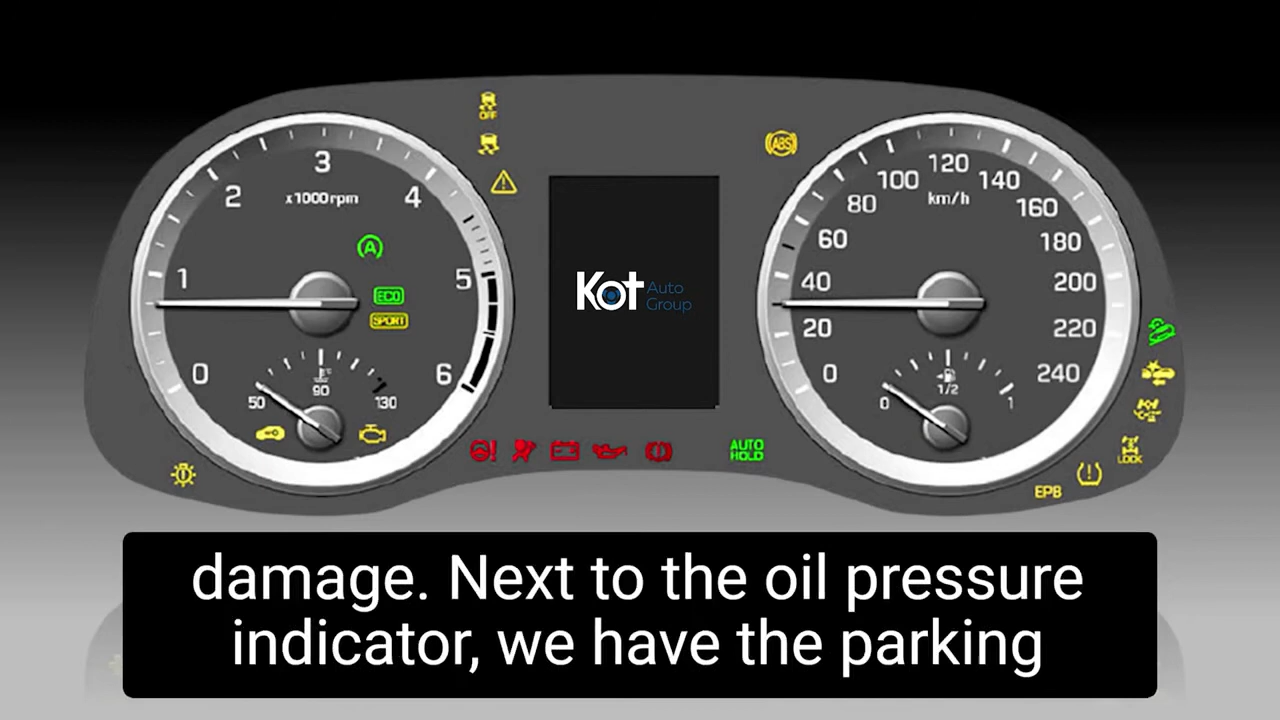 OFF
ABS
3
2
4
x1000rpm
1
5
0
6
A
ECO
SPORT
90
50
130
Kot Auto
Group
120
100
140
km/h
80
160
60
180
40
200
20
220
0
240
1/2
0
1
AUTO
HOLD
LOCK
EPB
damage. Next to the oil pressure
indicator, we have the parking